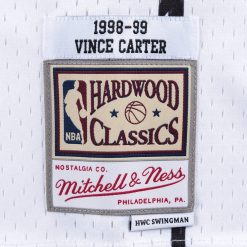 1998-99
VINCE CARTER
NBA
HARDWOOD
CLASSICS
NOSTALGIA CO.
Mitchell & Ness
PHILADELPHIA, PA.
HWC SWINGMAN